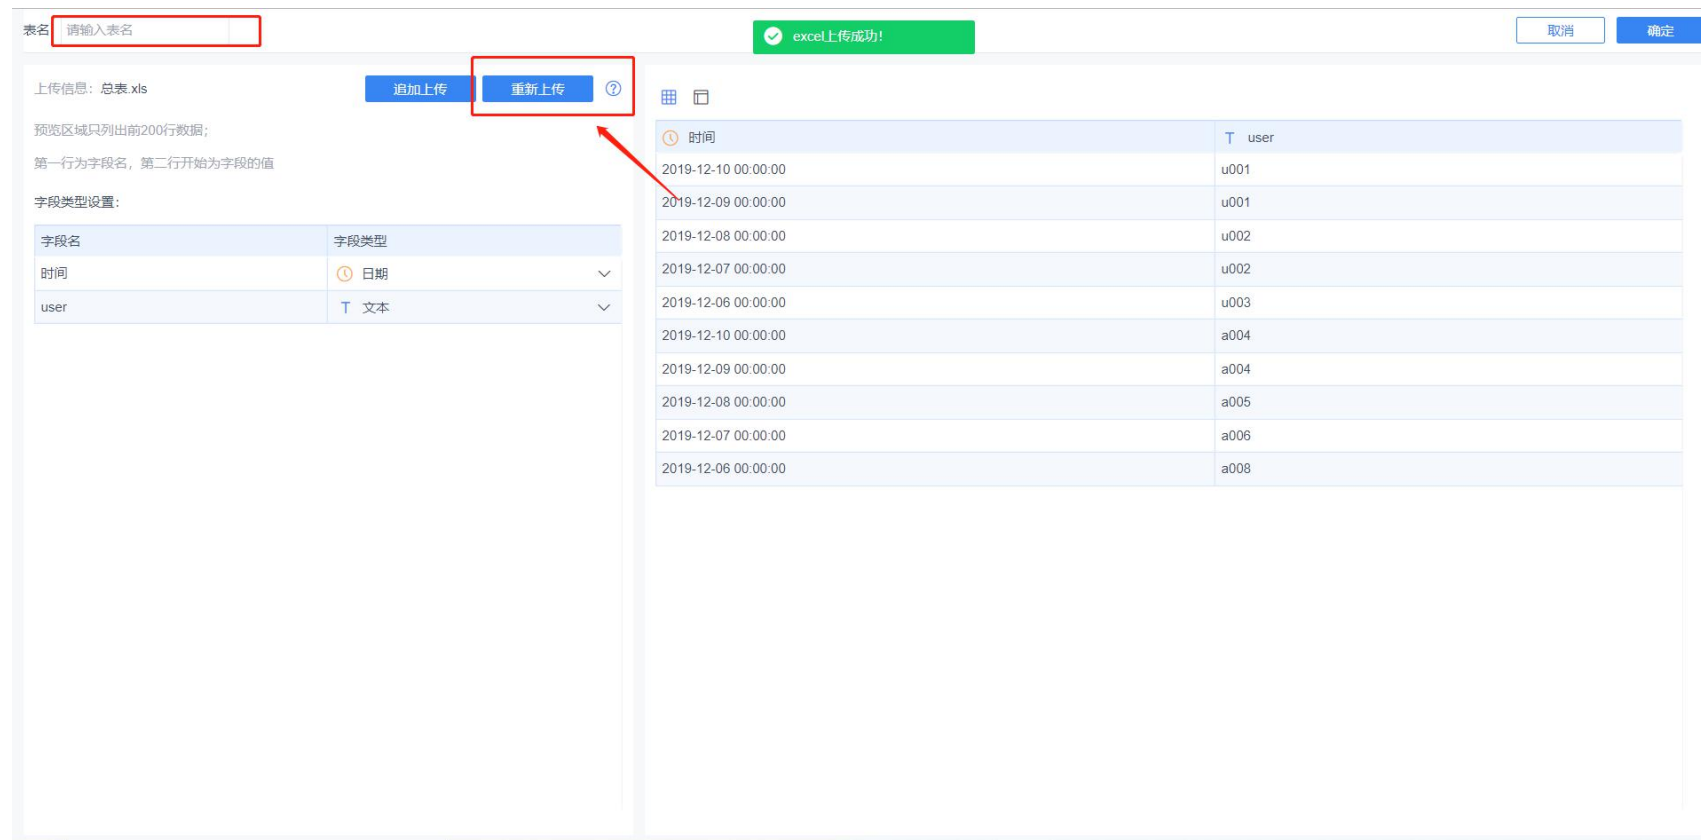 表名 请输入表名
excel上传成功!
取消 确定
上传信息：总表.xls 追加上传 重新上传 ?
预览区域只列出前200行数据;
第一行为字段名，第二行开始为字段的值
字段类型设置：
字段名 字段类型
时间 日期
user T 文本
时间 T user
2019-12-10 00:00:00 u001
2019-12-09 00:00:00 u001
2019-12-08 00:00:00 u002
2019-12-07 00:00:00 u002
2019-12-06 00:00:00 u003
2019-12-10 00:00:00 a004
2019-12-09 00:00:00 a004
2019-12-08 00:00:00 a005
2019-12-07 00:00:00 a006
2019-12-06 00:00:00 a008